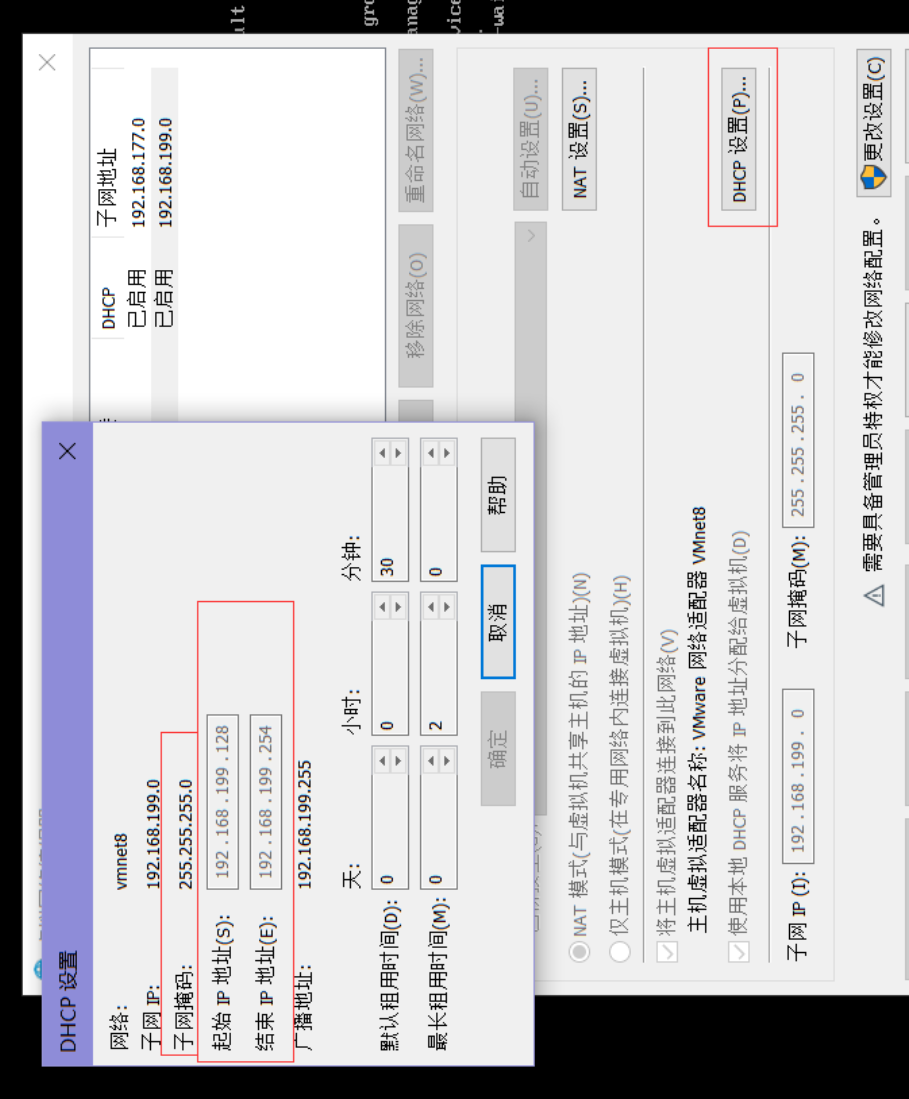 DHCP 设置
网络: vmnet8
子网 IP: 192.168.199.0
子网掩码: 255.255.255.0
起始 IP 地址(S): 192.168.199.128
结束 IP 地址(E): 192.168.199.254
广播地址: 192.168.199.255
天: 小时: 分钟:
默认租用时间(D): 0 0 30
最长租用时间(M): 0 2 0
确定 取消 帮助
DHCP 子网地址
已启用 192.168.177.0
已启用 192.168.199.0
移除网络(O) 重命名网络(W)...
自动设置(U)...
NAT 模式(与虚拟机共享主机的 IP 地址)(N) NAT 设置(S)...
仅主机模式(在专用网络内连接虚拟机)(H)
将主机虚拟适配器连接到此网络(V)
主机虚拟适配器名称: VMware 网络适配器 VMnet8
使用本地 DHCP 服务将 IP 地址分配给虚拟机(D) DHCP 设置(P)...
子网 IP (I): 192.168.199. 0 子网掩码(M): 255.255.255. 0
需要具备管理员特权才能修改网络配置。 更改设置(C)